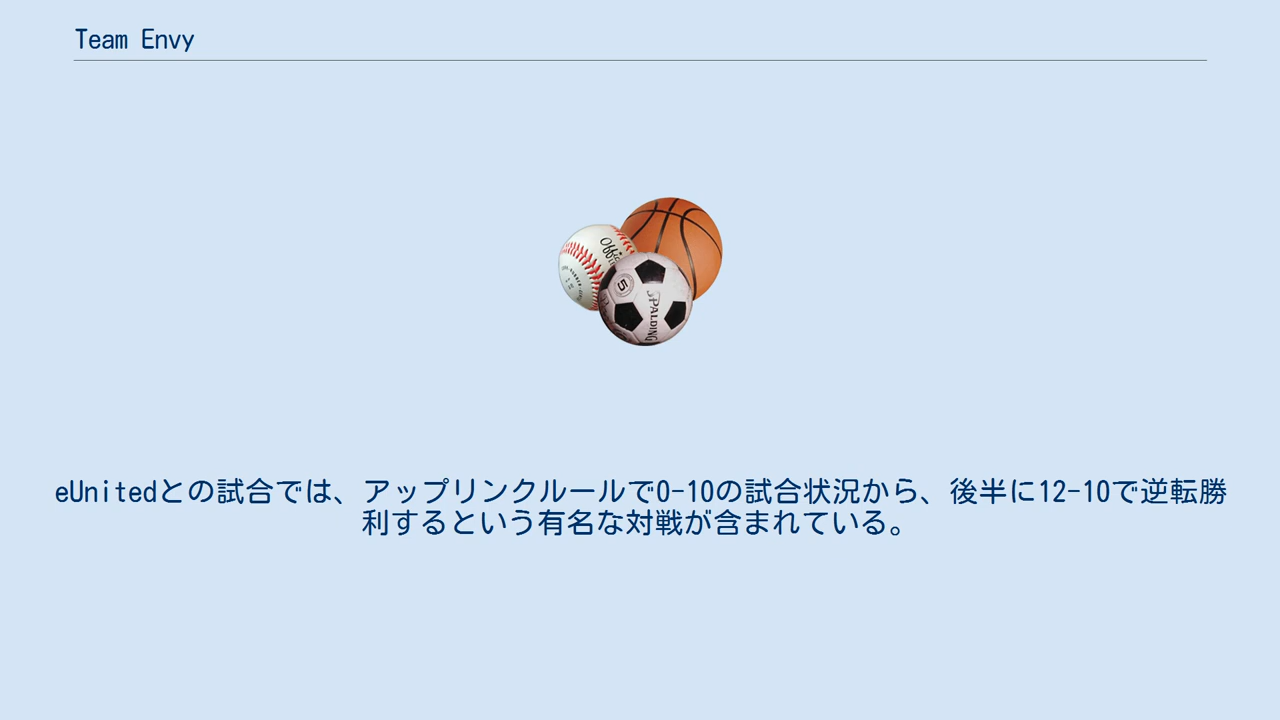 Team Envy
5
SPALDING
eUnitedとの試合では、アップリンクルールで0-10の試合状況から、後半に12-10で逆転勝
利するという有名な対戦が含まれている。